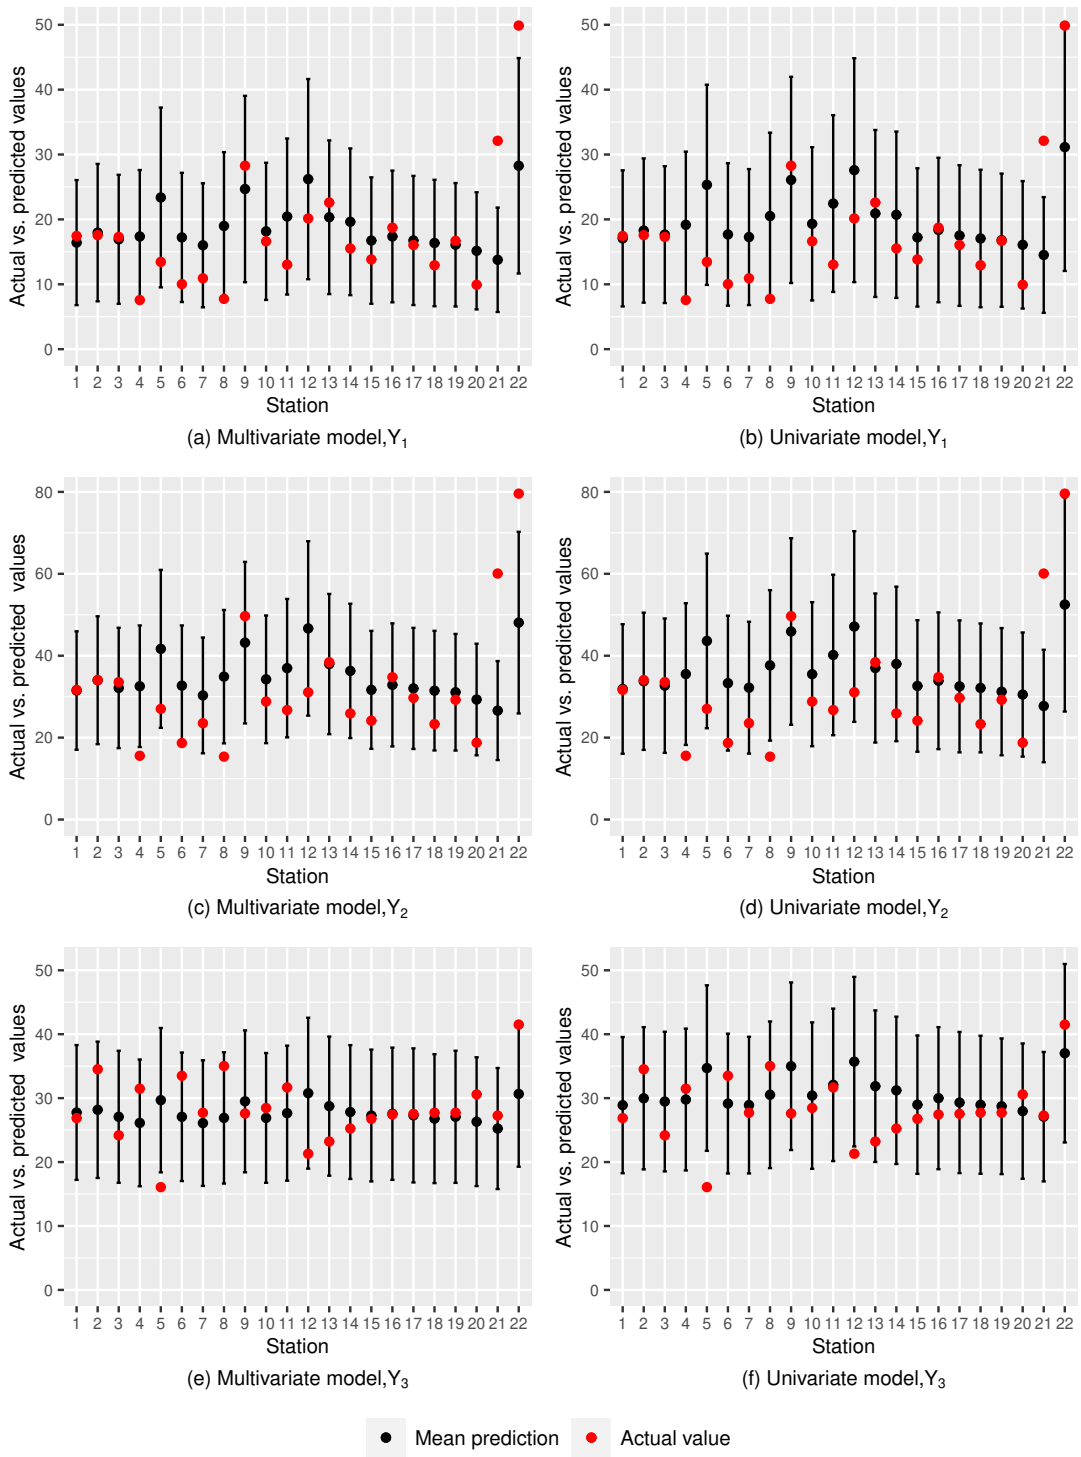 Actual vs. predicted values
50
40
30
20
10
0
1 2 3 4 5 6 7 8 9 10 11 12 13 14 15 16 17 18 19 20 21 22
Station
(a) Multivariate model,Y₁
Actual vs. predicted values
50
40
30
20
10
0
1 2 3 4 5 6 7 8 9 10 11 12 13 14 15 16 17 18 19 20 21 22
Station
(b) Univariate model,Y₁
Actual vs. predicted values
80
60
40
20
0
1 2 3 4 5 6 7 8 9 10 11 12 13 14 15 16 17 18 19 20 21 22
Station
(c) Multivariate model,Y₂
Actual vs. predicted values
80
60
40
20
0
1 2 3 4 5 6 7 8 9 10 11 12 13 14 15 16 17 18 19 20 21 22
Station
(d) Univariate model,Y₂
Actual vs. predicted values
50
40
30
20
10
0
1 2 3 4 5 6 7 8 9 10 11 12 13 14 15 16 17 18 19 20 21 22
Station
(e) Multivariate model,Y₃
Actual vs. predicted values
50
40
30
20
10
0
1 2 3 4 5 6 7 8 9 10 11 12 13 14 15 16 17 18 19 20 21 22
Station
(f) Univariate model,Y₃
Mean prediction Actual value